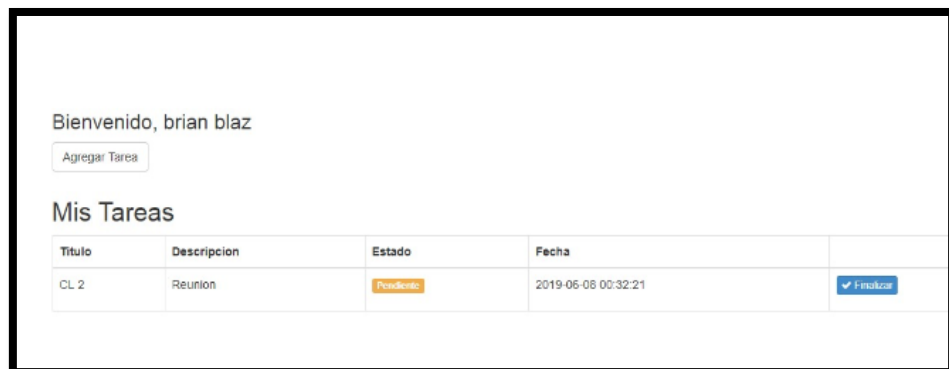 Bienvenido, brian blaz
Agregar Tarea
Mis Tareas
Titulo Descripcion Estado Fecha
CL 2 Reunion Pendiente 2019-06-08 00:32:21 Finalizar